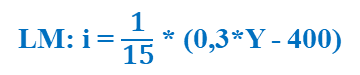 LM: i = 1/15 * (0,3*Y - 400)